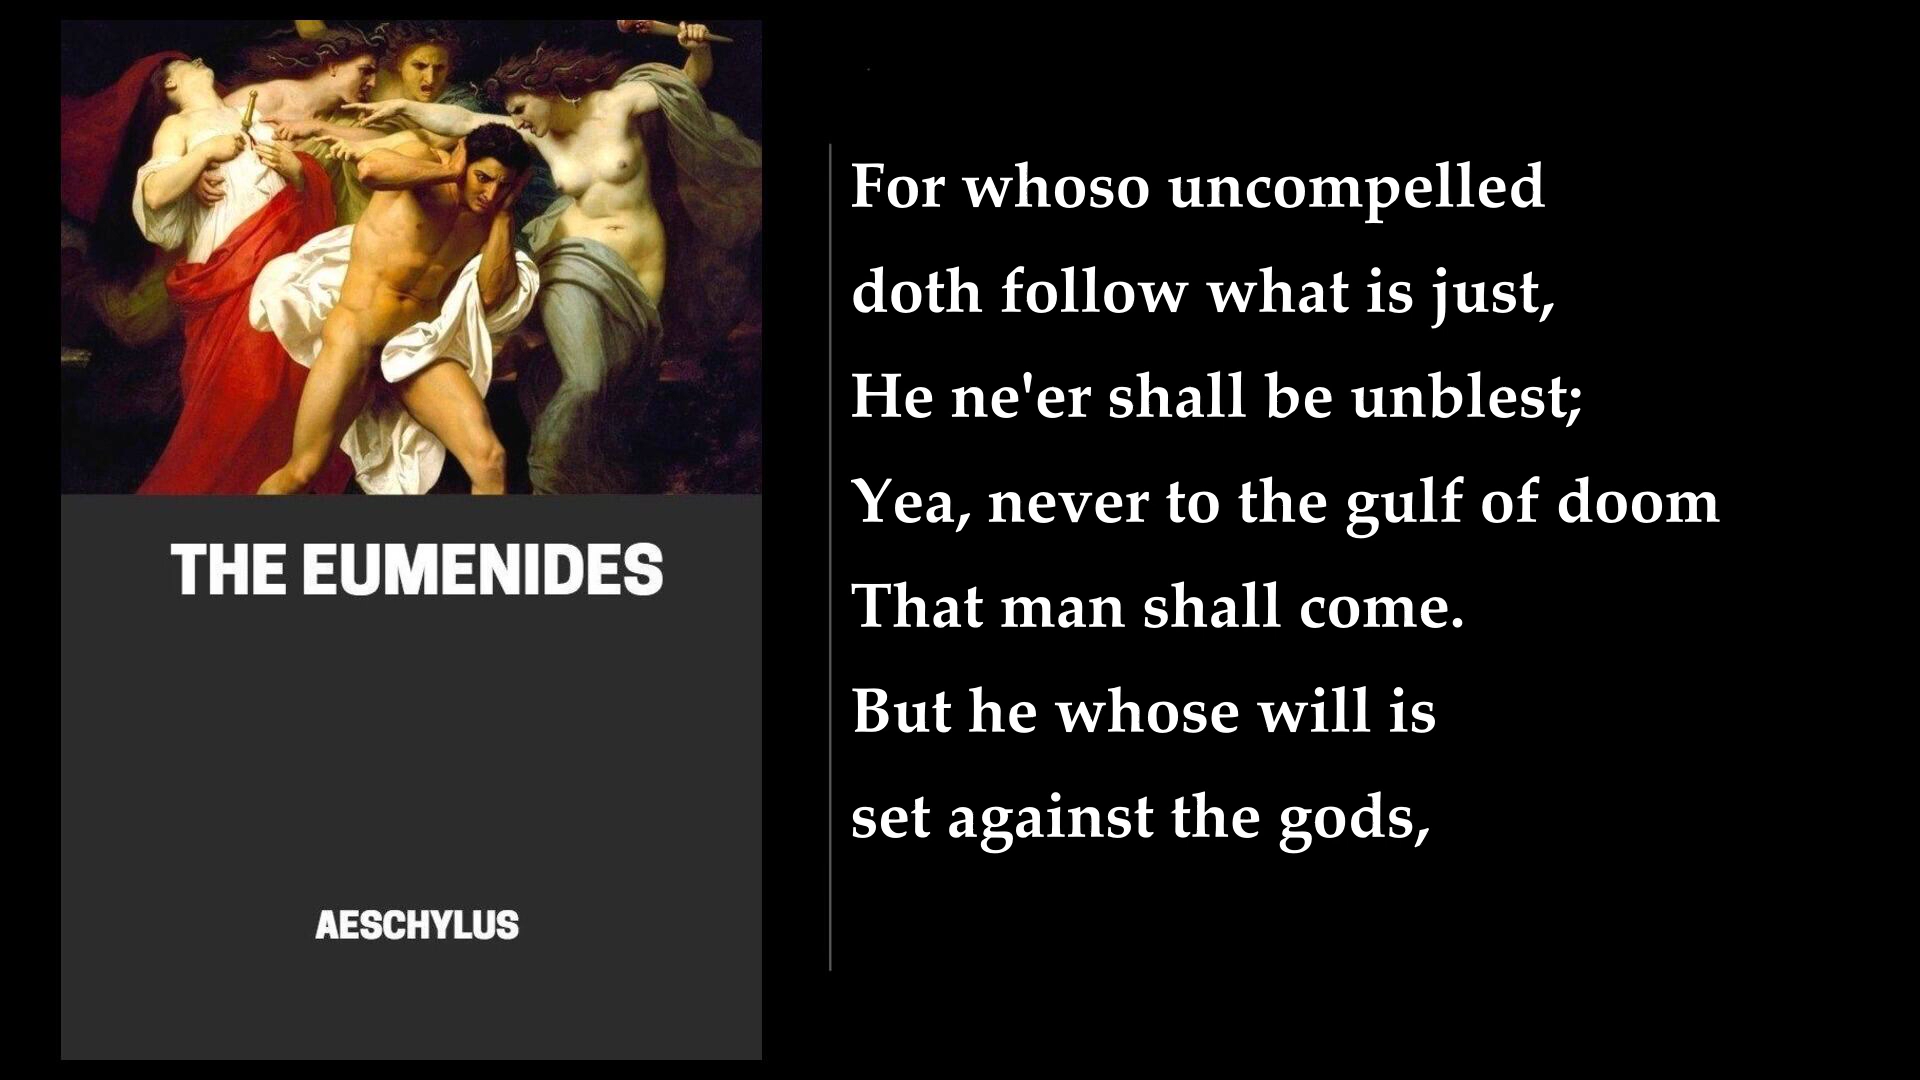 THE EUMENIDES
AESCHYLUS
For whoso uncompelled
doth follow what is just,
He ne'er shall be unblest;
Yea, never to the gulf of doom
That man shall come.
But he whose will is
set against the gods,